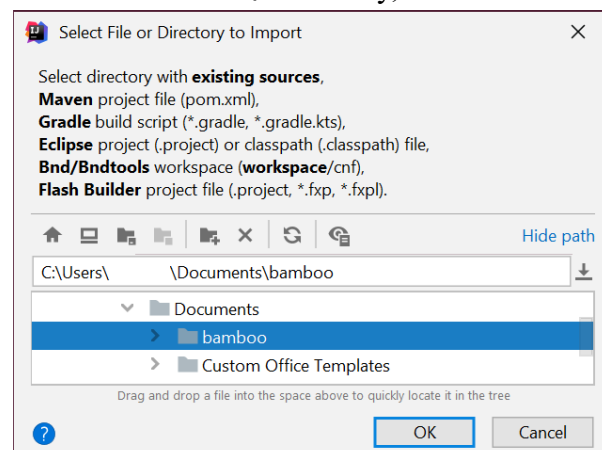 Select File or Directory to Import
Select directory with existing sources,
Maven project file (pom.xml),
Gradle build script (*.gradle, *.gradle.kts),
Eclipse project (.project) or classpath (.classpath) file,
Bnd/Bndtools workspace (workspace/cnf),
Flash Builder project file (.project, *.fxp, *.fxpl).
Hide path
C:\Users\ \Documents\bamboo
Documents
bamboo
Custom Office Templates
Drag and drop a file into the space above to quickly locate it in the tree
? OK Cancel